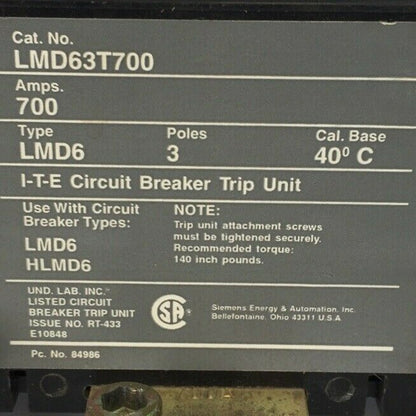 Cat. No.
LMD63T700
Amps.
700
Type Poles Cal. Base
LMD6 3 40⁰ C
I-T-E Circuit Breaker Trip Unit
Use With Circuit
Breaker Types:
LMD6
HLMD6
NOTE:
Trip unit attachment screws
must be tightened securely.
Recommended torque:
140 inch pounds.
UND. LAB. INC.
LISTED CIRCUIT
BREAKER TRIP UNIT
ISSUE NO. RT-433
E10848
SA
Siemens Energy & Automation, Inc.
Bellefontaine, Ohio 43311 U.S.A.
Pc. No. 84986